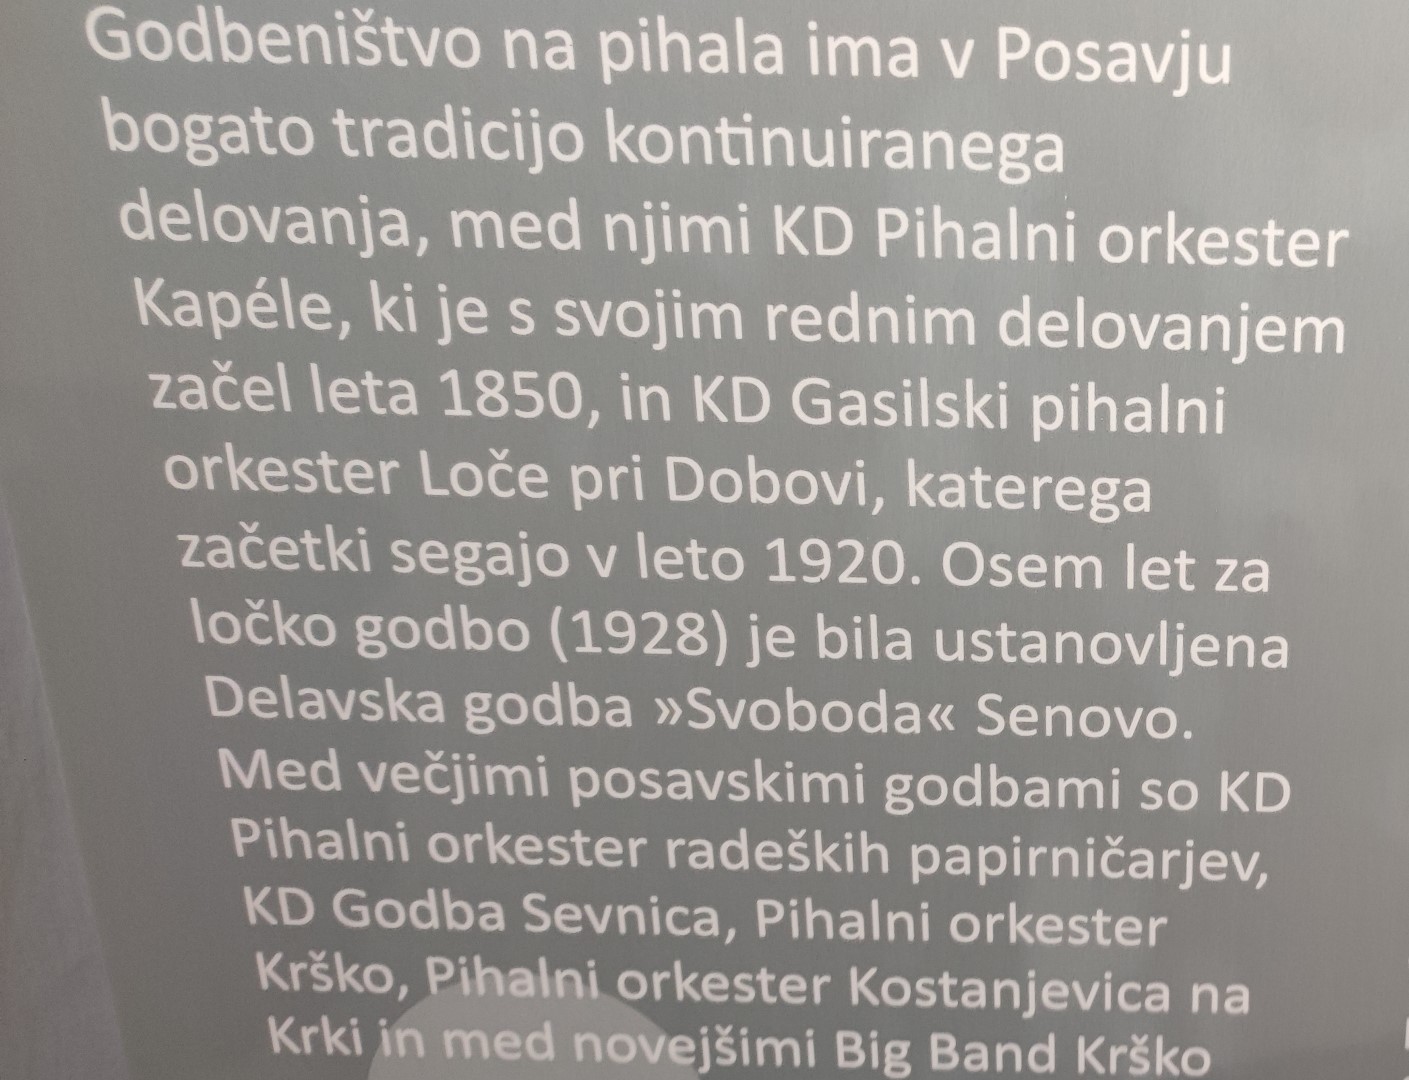 Godbeništvo na pihala ima v Posavju
bogato tradicijo kontinuiranega
delovanja, med njimi KD Pihalni orkester
Kapéle, ki je s svojim rednim delovanjem
začel leta 1850, in KD Gasilski pihalni
orkester Loče pri Dobovi, katerega
začetki segajo v leto 1920. Osem let za
ločko godbo (1928) je bila ustanovljena
Delavska godba »Svoboda« Senovo.
Med večjimi posavskimi godbami so KD
Pihalni orkester radeških papirničarjev,
KD Godba Sevnica, Pihalni orkester
Krško, Pihalni orkester Kostanjevica na
Krki in med novejšimi Big Band Krško